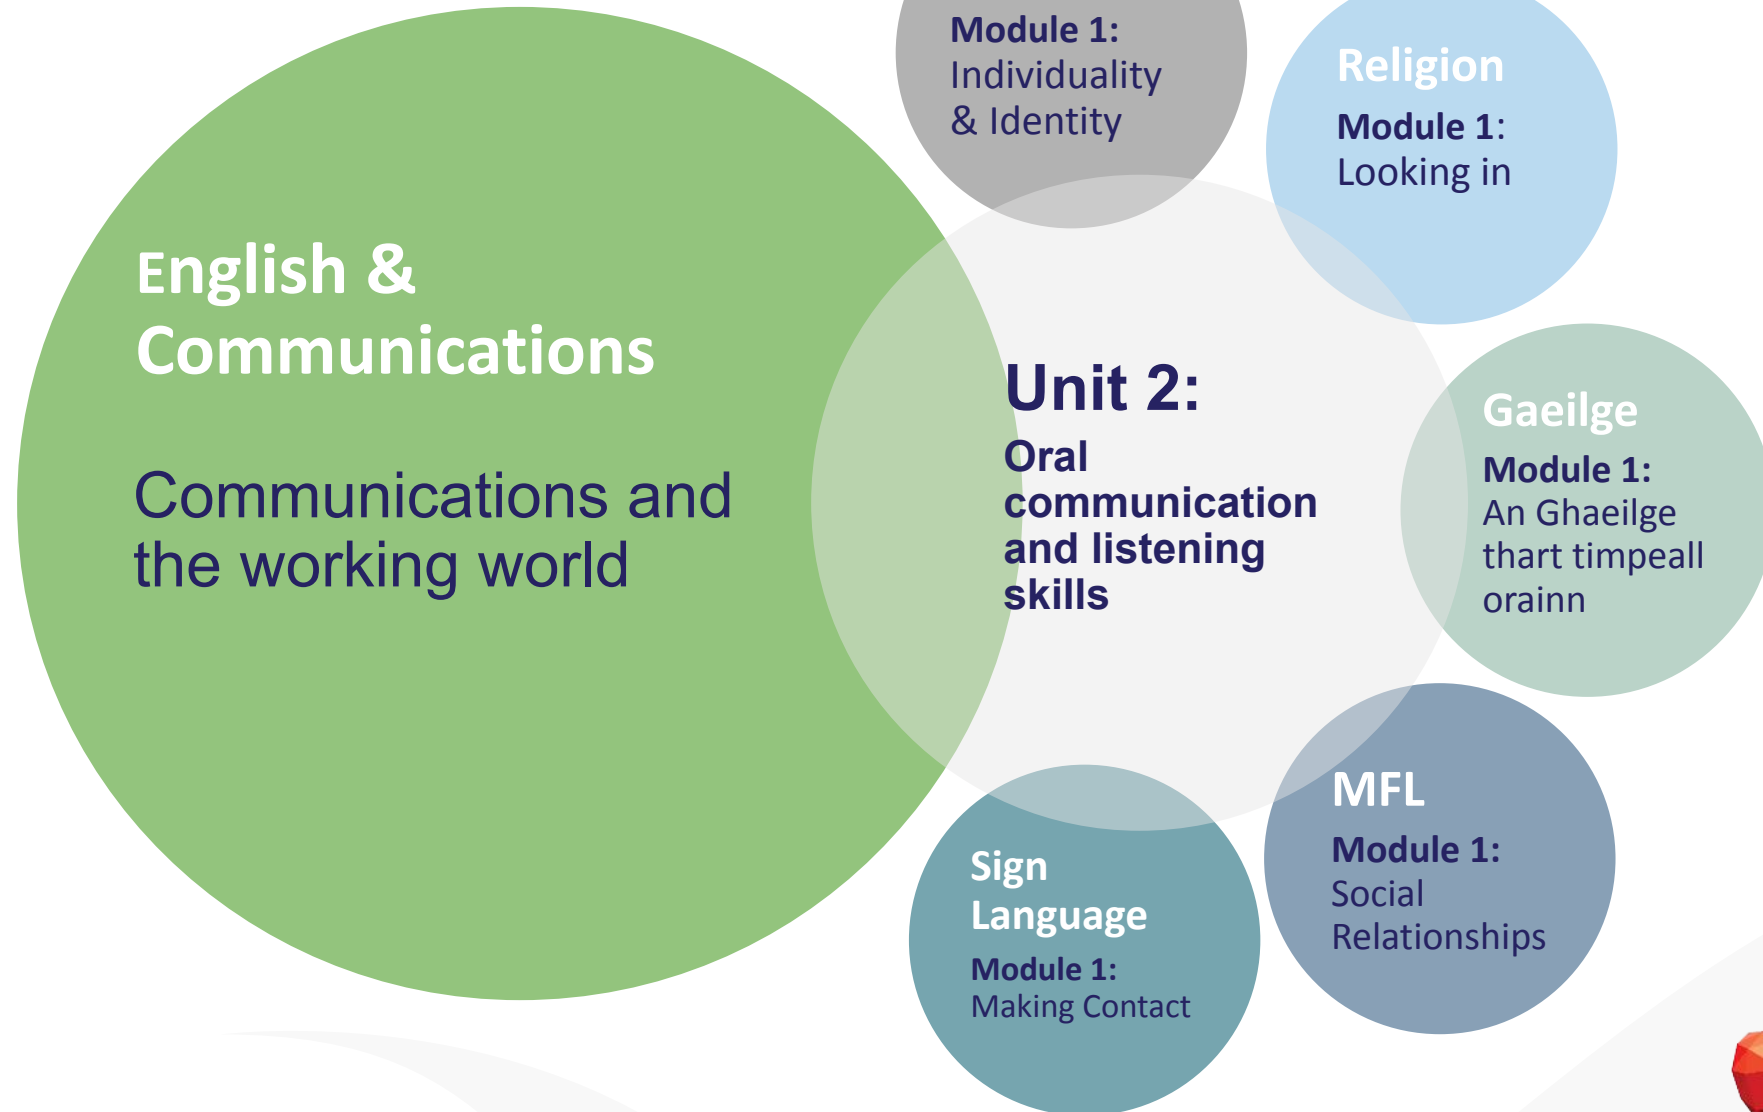 English &
Communications
Communications and
the working world
Unit 2:
Oral
communication
and listening
skills
Module 1:
Individuality
& Identity
Religion
Module 1:
Looking in
Gaeilge
Module 1:
An Ghaeilge
thart timpeall
orainn
MFL
Module 1:
Social
Relationships
Sign
Language
Module 1:
Making Contact